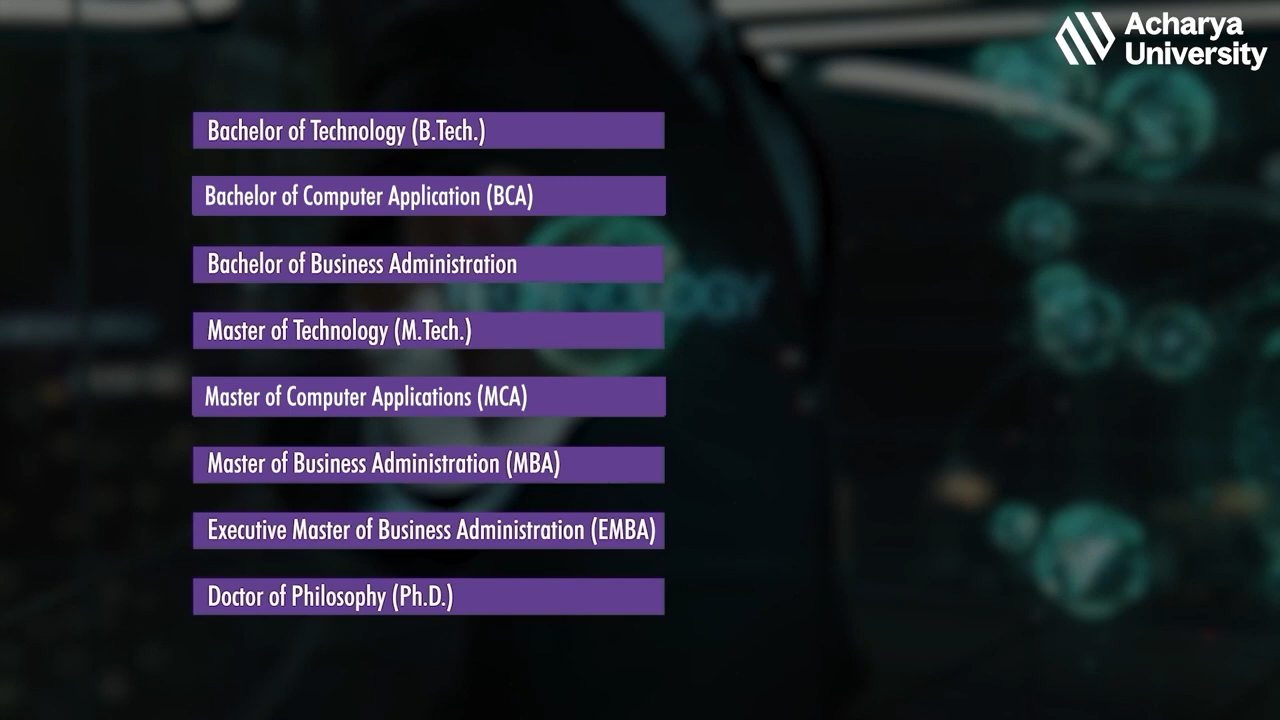 Acharya
University
Bachelor of Technology (B.Tech.)
Bachelor of Computer Application (BCA)
Bachelor of Business Administration
Master of Technology (M.Tech.)
Master of Computer Applications (MCA)
Master of Business Administration (MBA)
Executive Master of Business Administration (EMBA)
Doctor of Philosophy (Ph.D.)